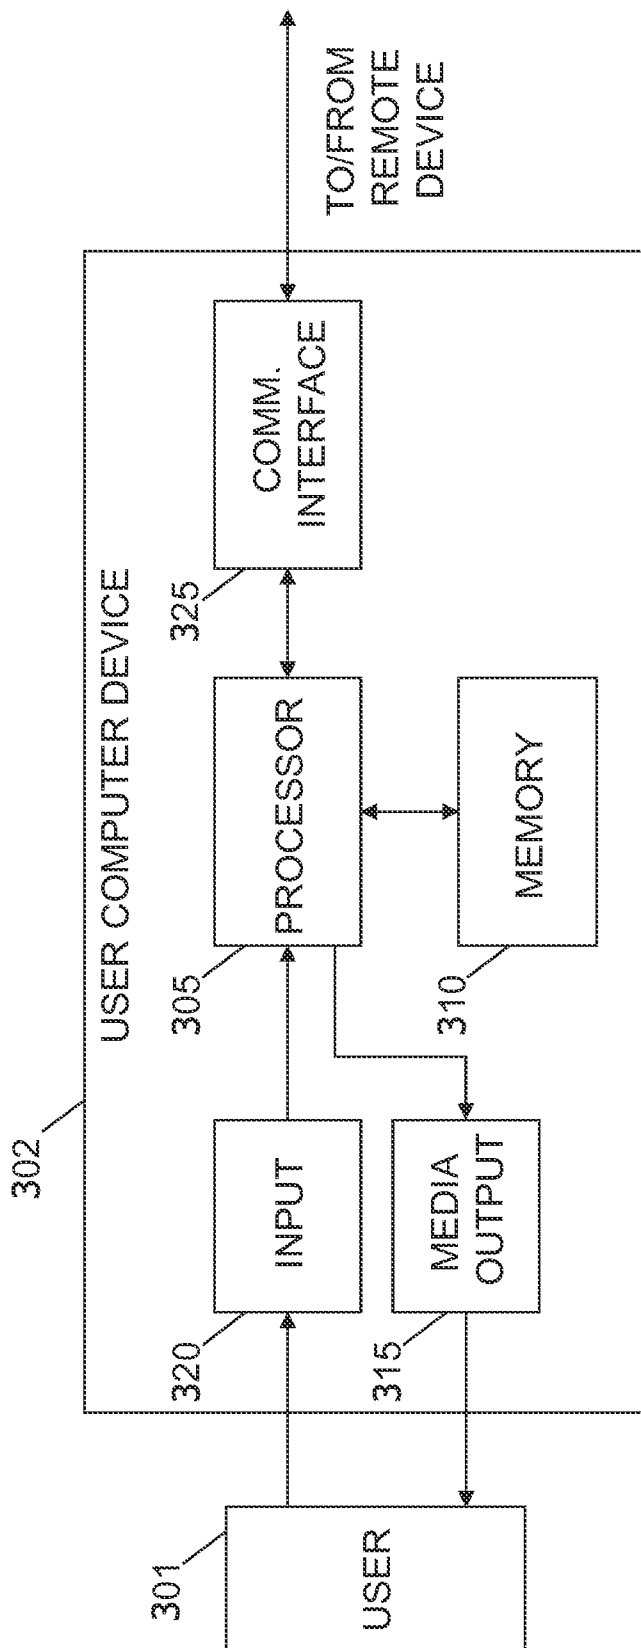 302
USER COMPUTER DEVICE
301
USER
320
INPUT
305
PROCESSOR
325
COMM.
INTERFACE
TO/FROM
REMOTE
DEVICE
315
MEDIA
OUTPUT
310
MEMORY